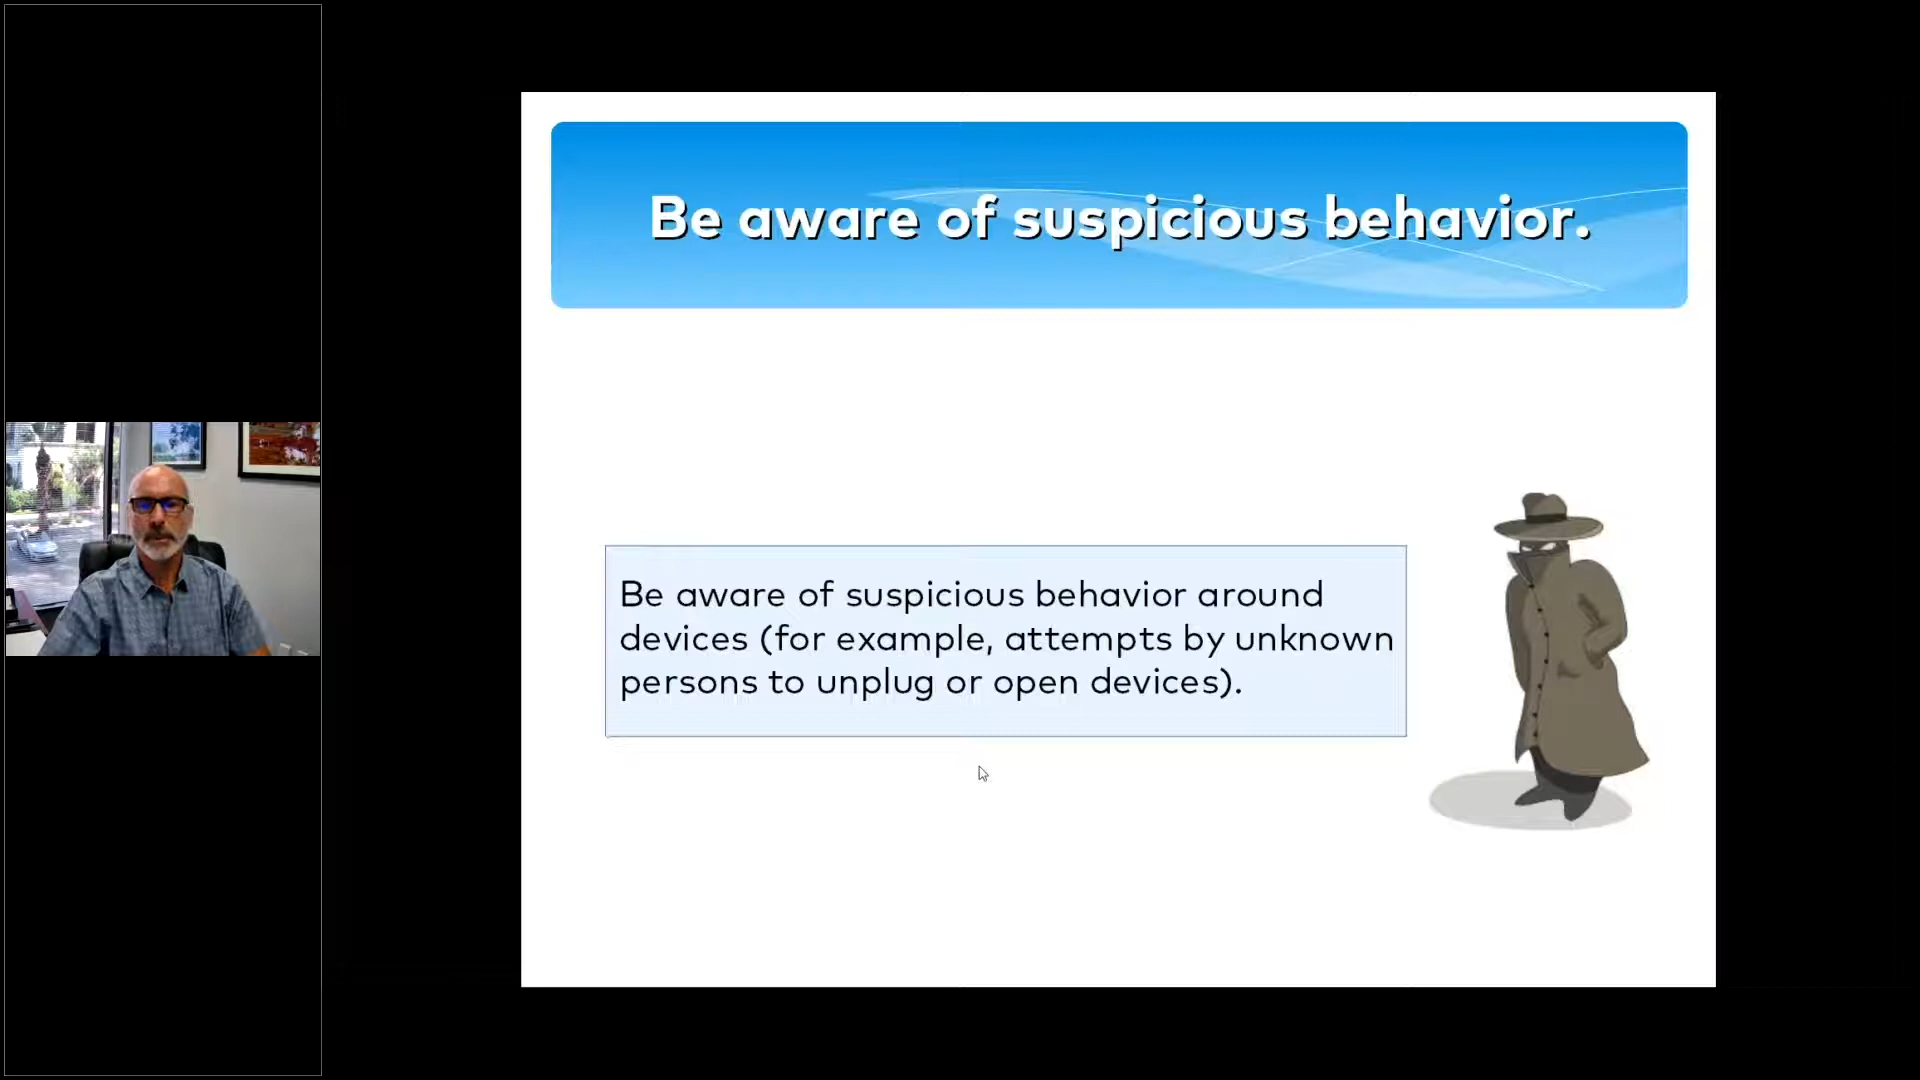 Be aware of suspicious behavior.
Be aware of suspicious behavior around
devices (for example, attempts by unknown
persons to unplug or open devices).